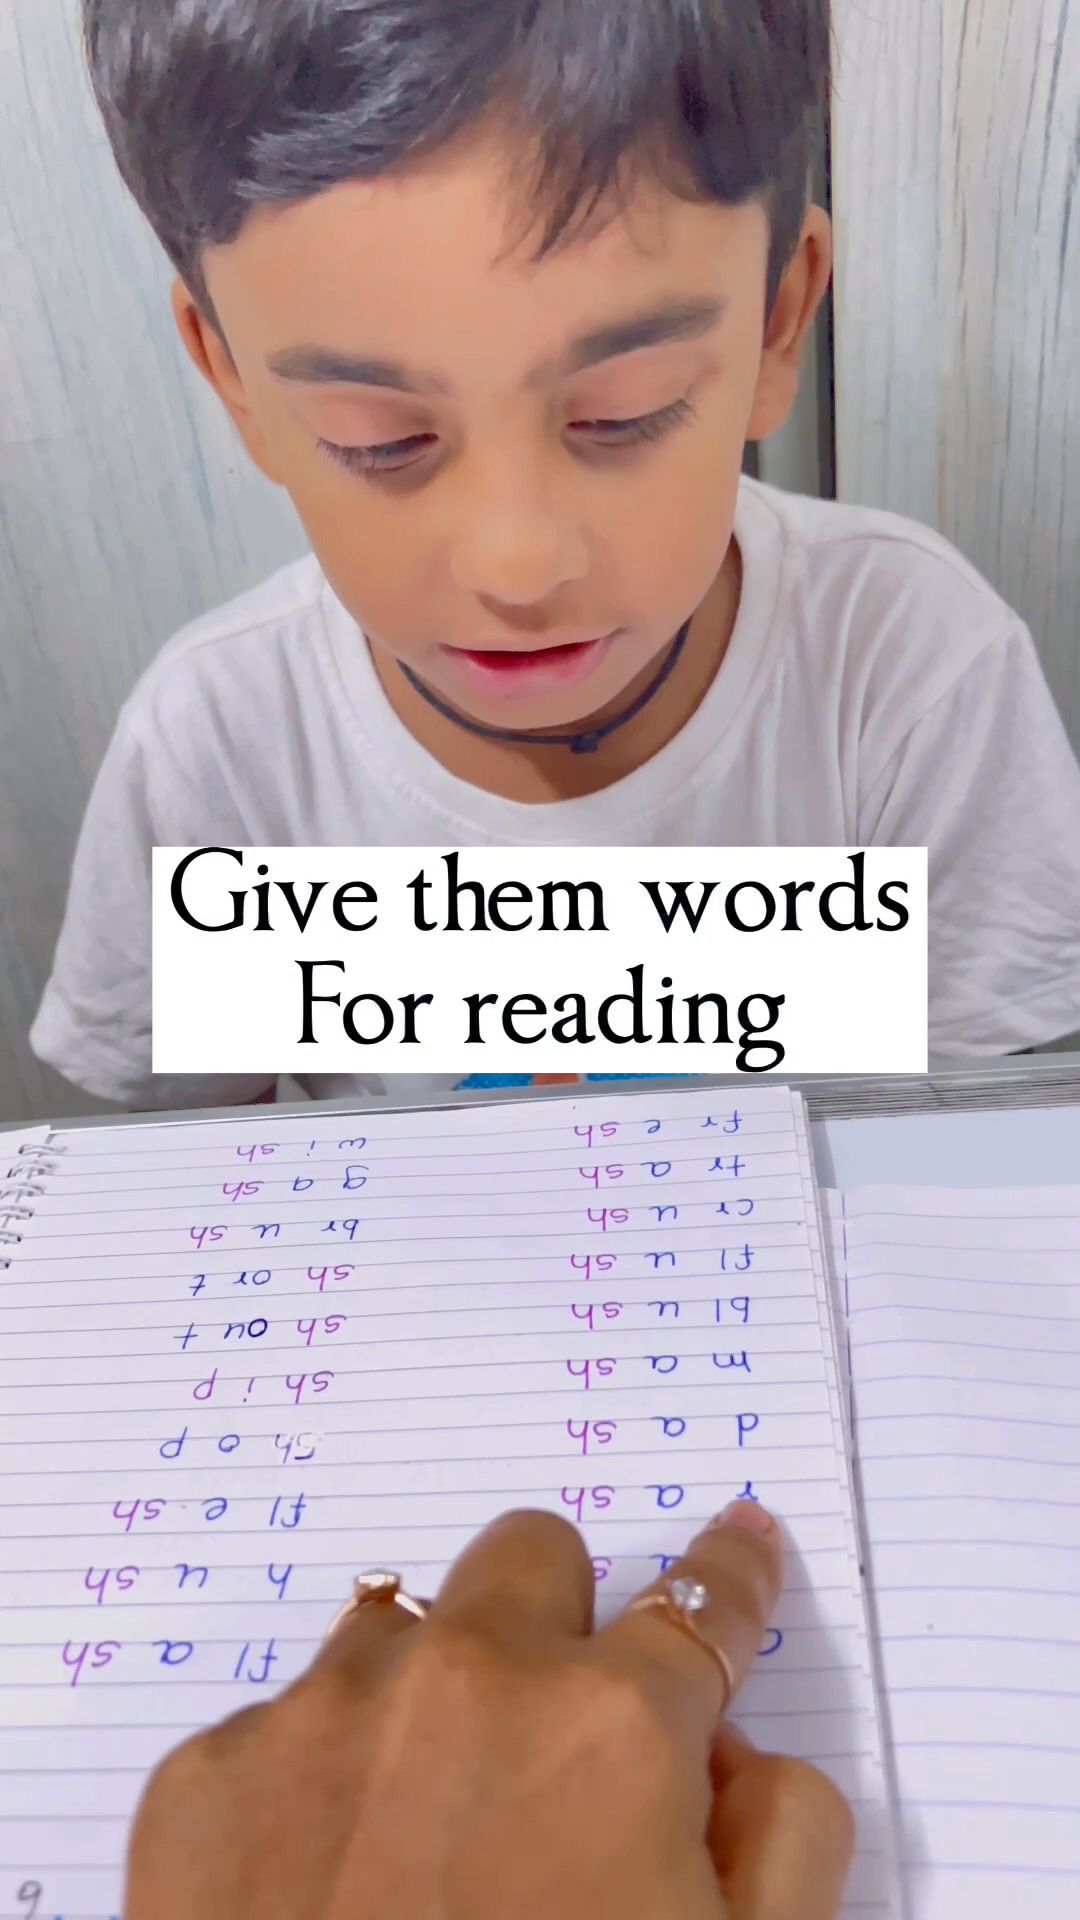 Give them words
For reading
r a sh
d a sh
m a sh
bl u sh
fl u sh
cr u sh
tr a sh
fr e sh
fl a sh
h u sh
fl e sh
sh o p
sh i p
sh ou t
sh or t
br u sh
g a sh
w i sh